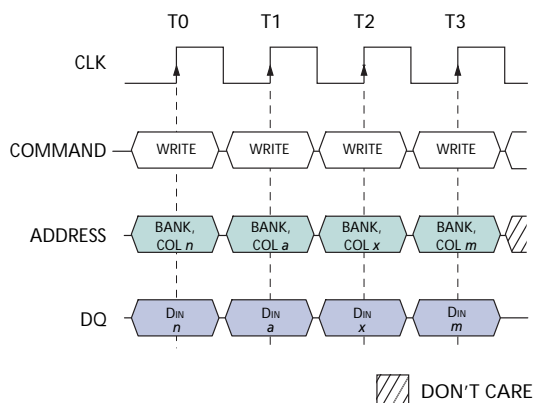 T0 T1 T2 T3
CLK
COMMAND WRITE WRITE WRITE WRITE
ADDRESS BANK, COL n BANK, COL a BANK, COL x BANK, COL m
DQ DIN n DIN a DIN x DIN m
DON'T CARE